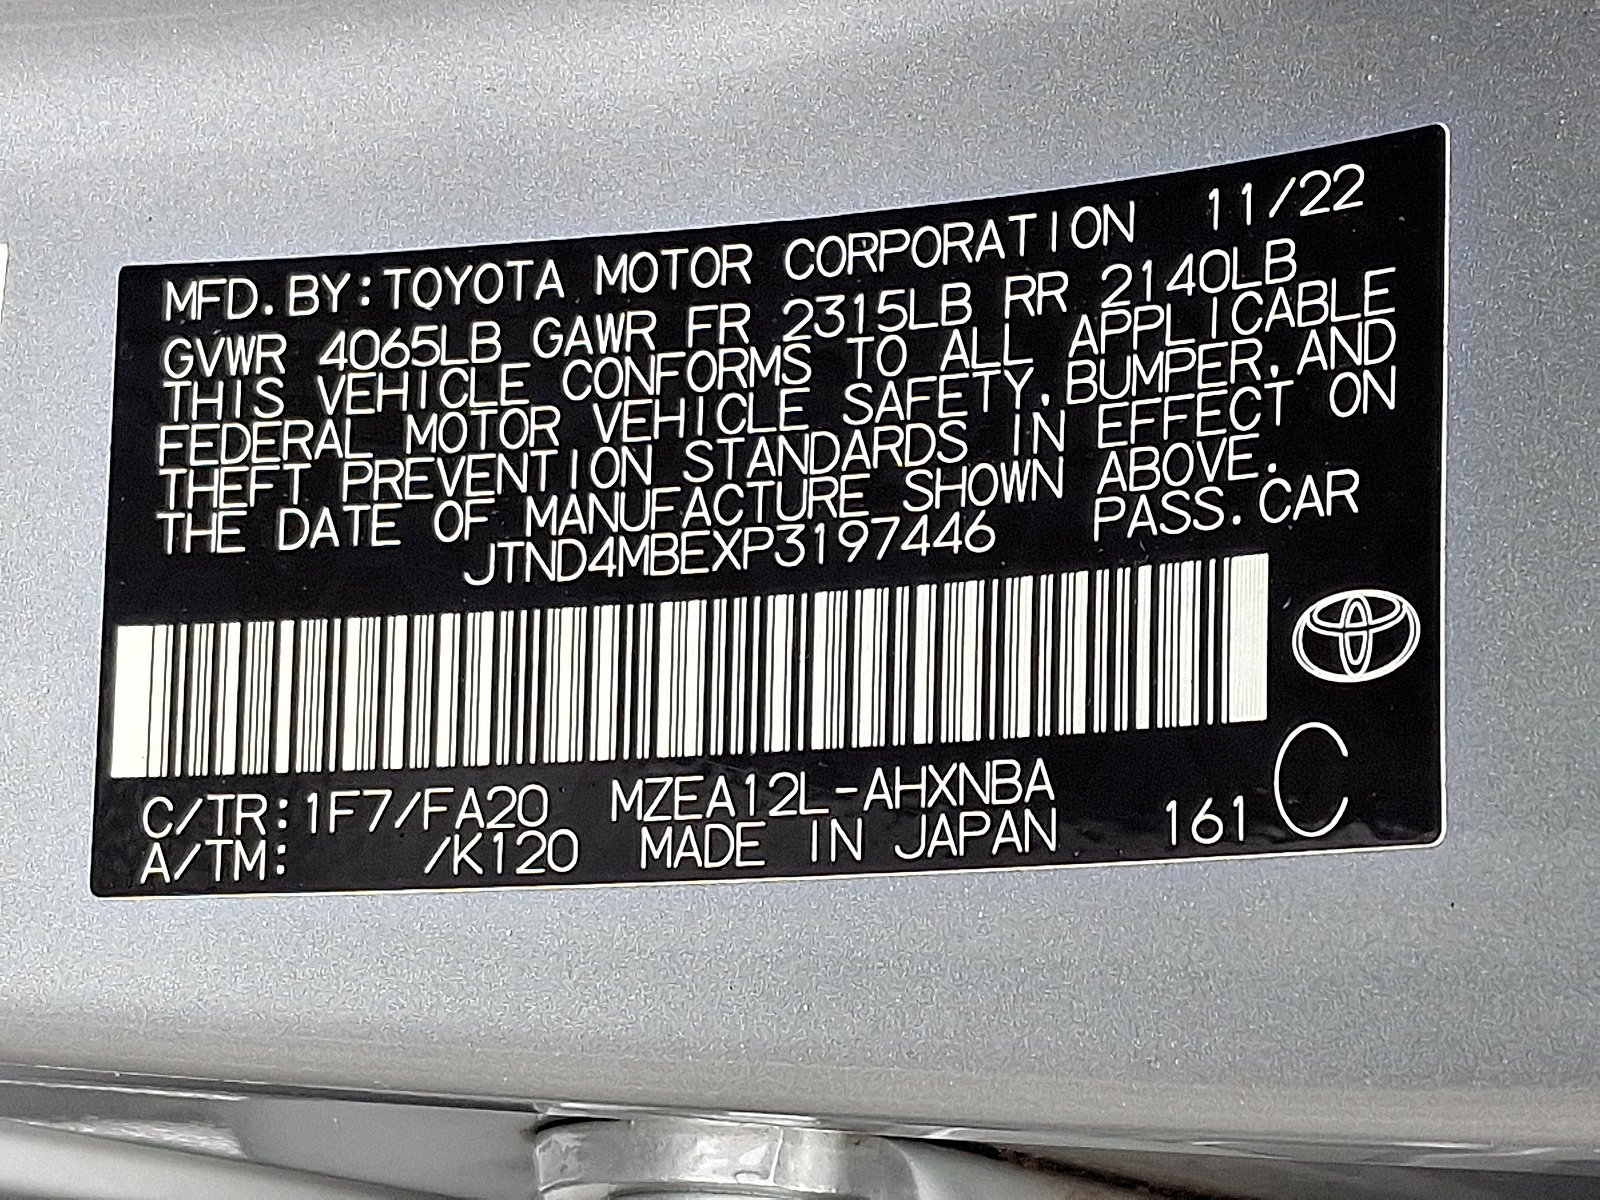 MFD.BY:TOYOTA MOTOR CORPORATION 11/22
GVWR 4065LB GAWR FR 2315LB RR 2140LB
THIS VEHICLE CONFORMS TO ALL APPLICABLE
FEDERAL MOTOR VEHICLE SAFETY,BUMPER,AND
THEFT PREVENTION STANDARDS IN EFFECT ON
THE DATE OF MANUFACTURE SHOWN ABOVE.
JTND4MBEXP3197446 PASS.CAR
C/TR:1F7/FA20 MZEA12L-AHXNBA
A/TM: /K120 MADE IN JAPAN 161 C